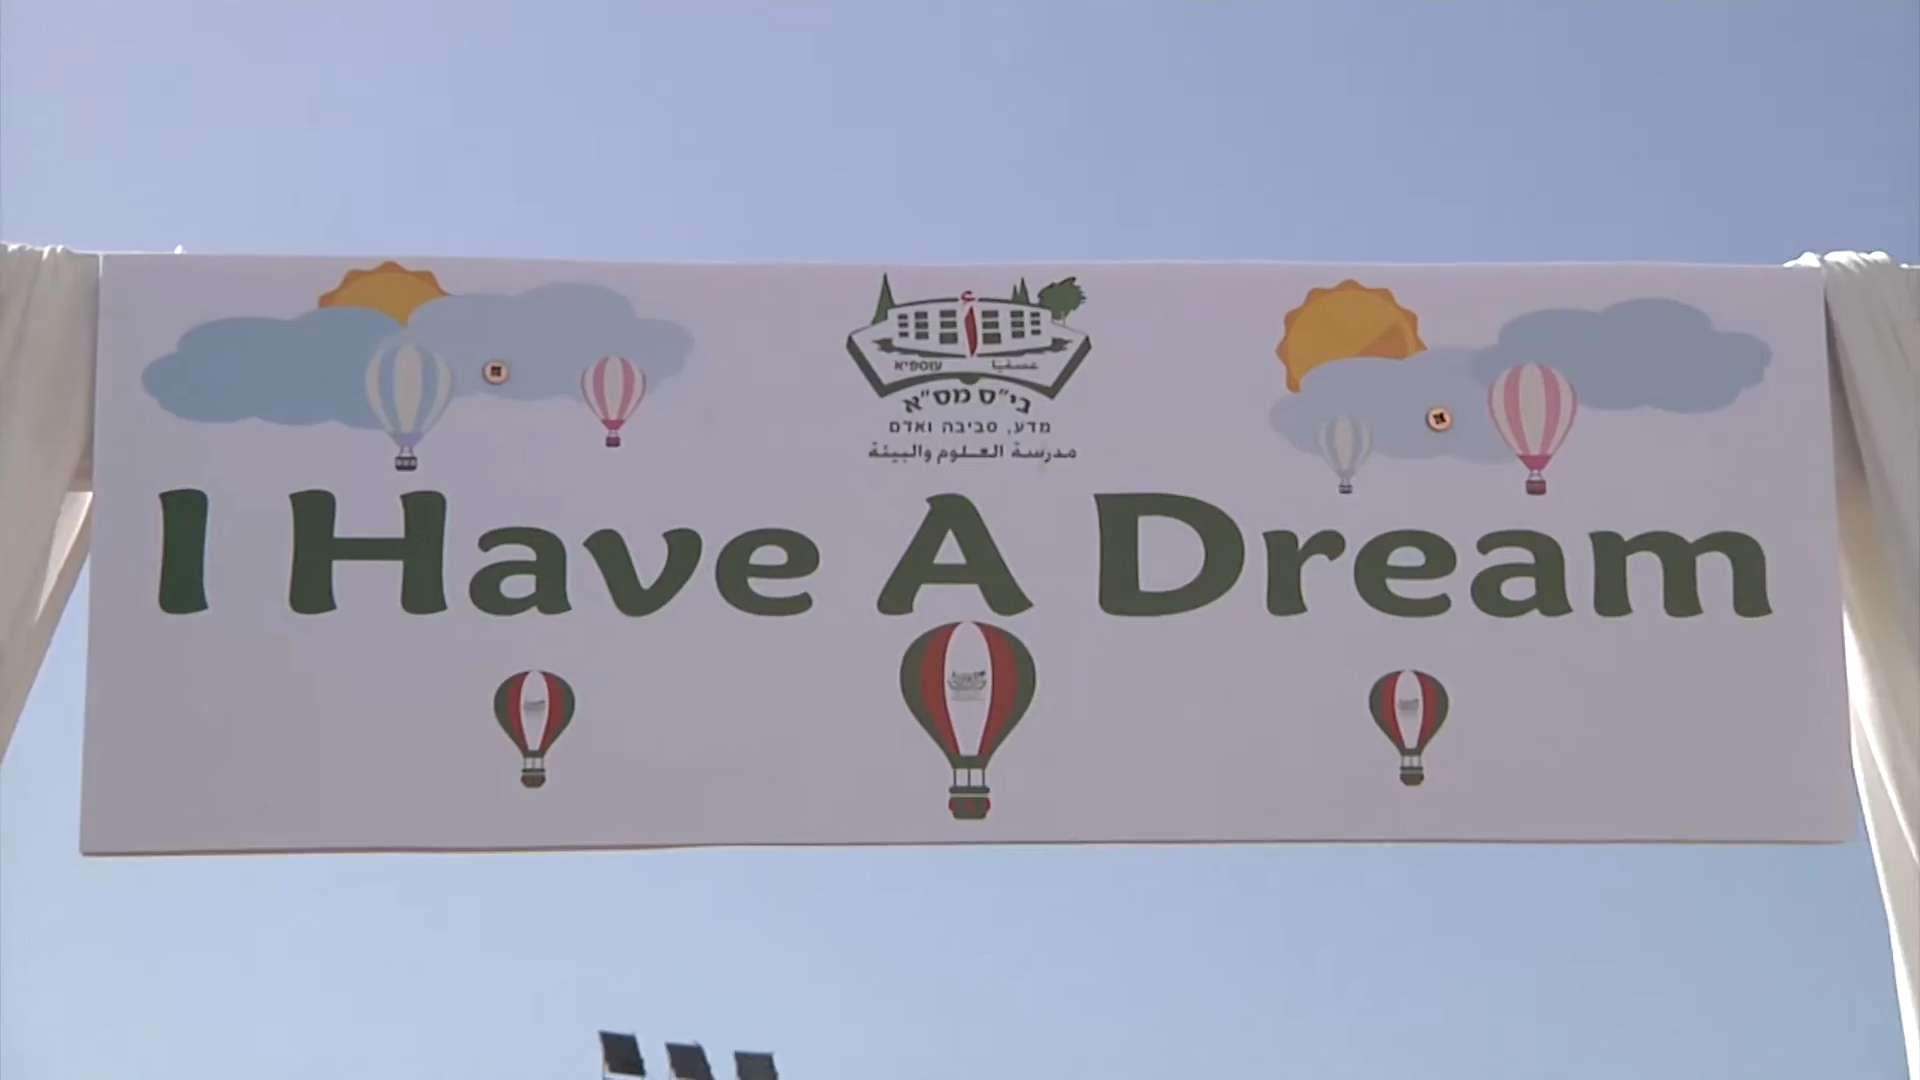 עוספיא عسفيا
בי"ס מס"א
מדע, סביבה ואדם
مدرسة العلوم والبيئة
I Have A Dream